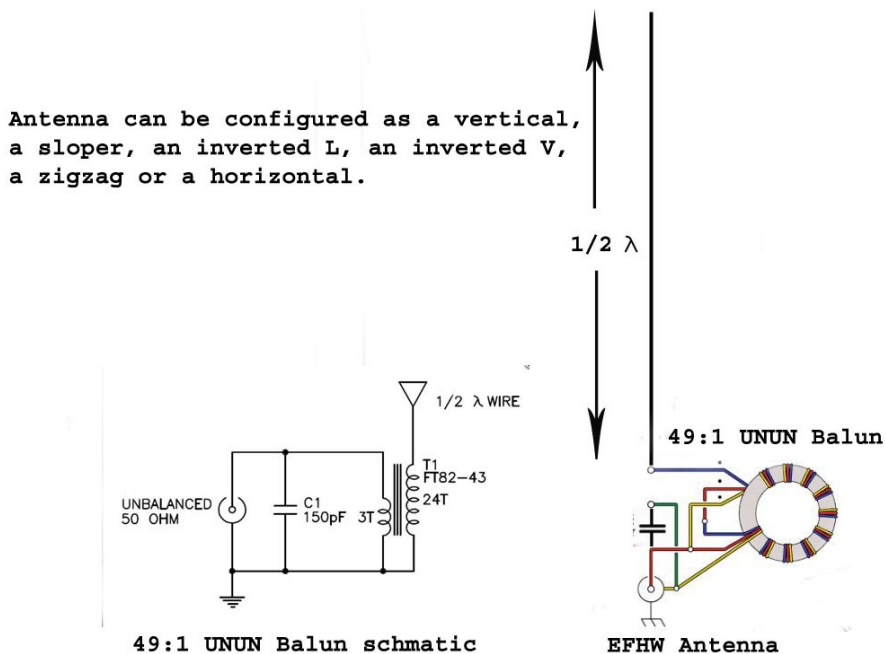 Antenna can be configured as a vertical,
a sloper, an inverted L, an inverted V,
a zigzag or a horizontal.
1/2 λ
1/2 λ WIRE
49:1 UNUN Balun
T1
FT82-43
24T
UNBALANCED
50 OHM
C1
150pF
3T
49:1 UNUN Balun schmatic
EFHW Antenna